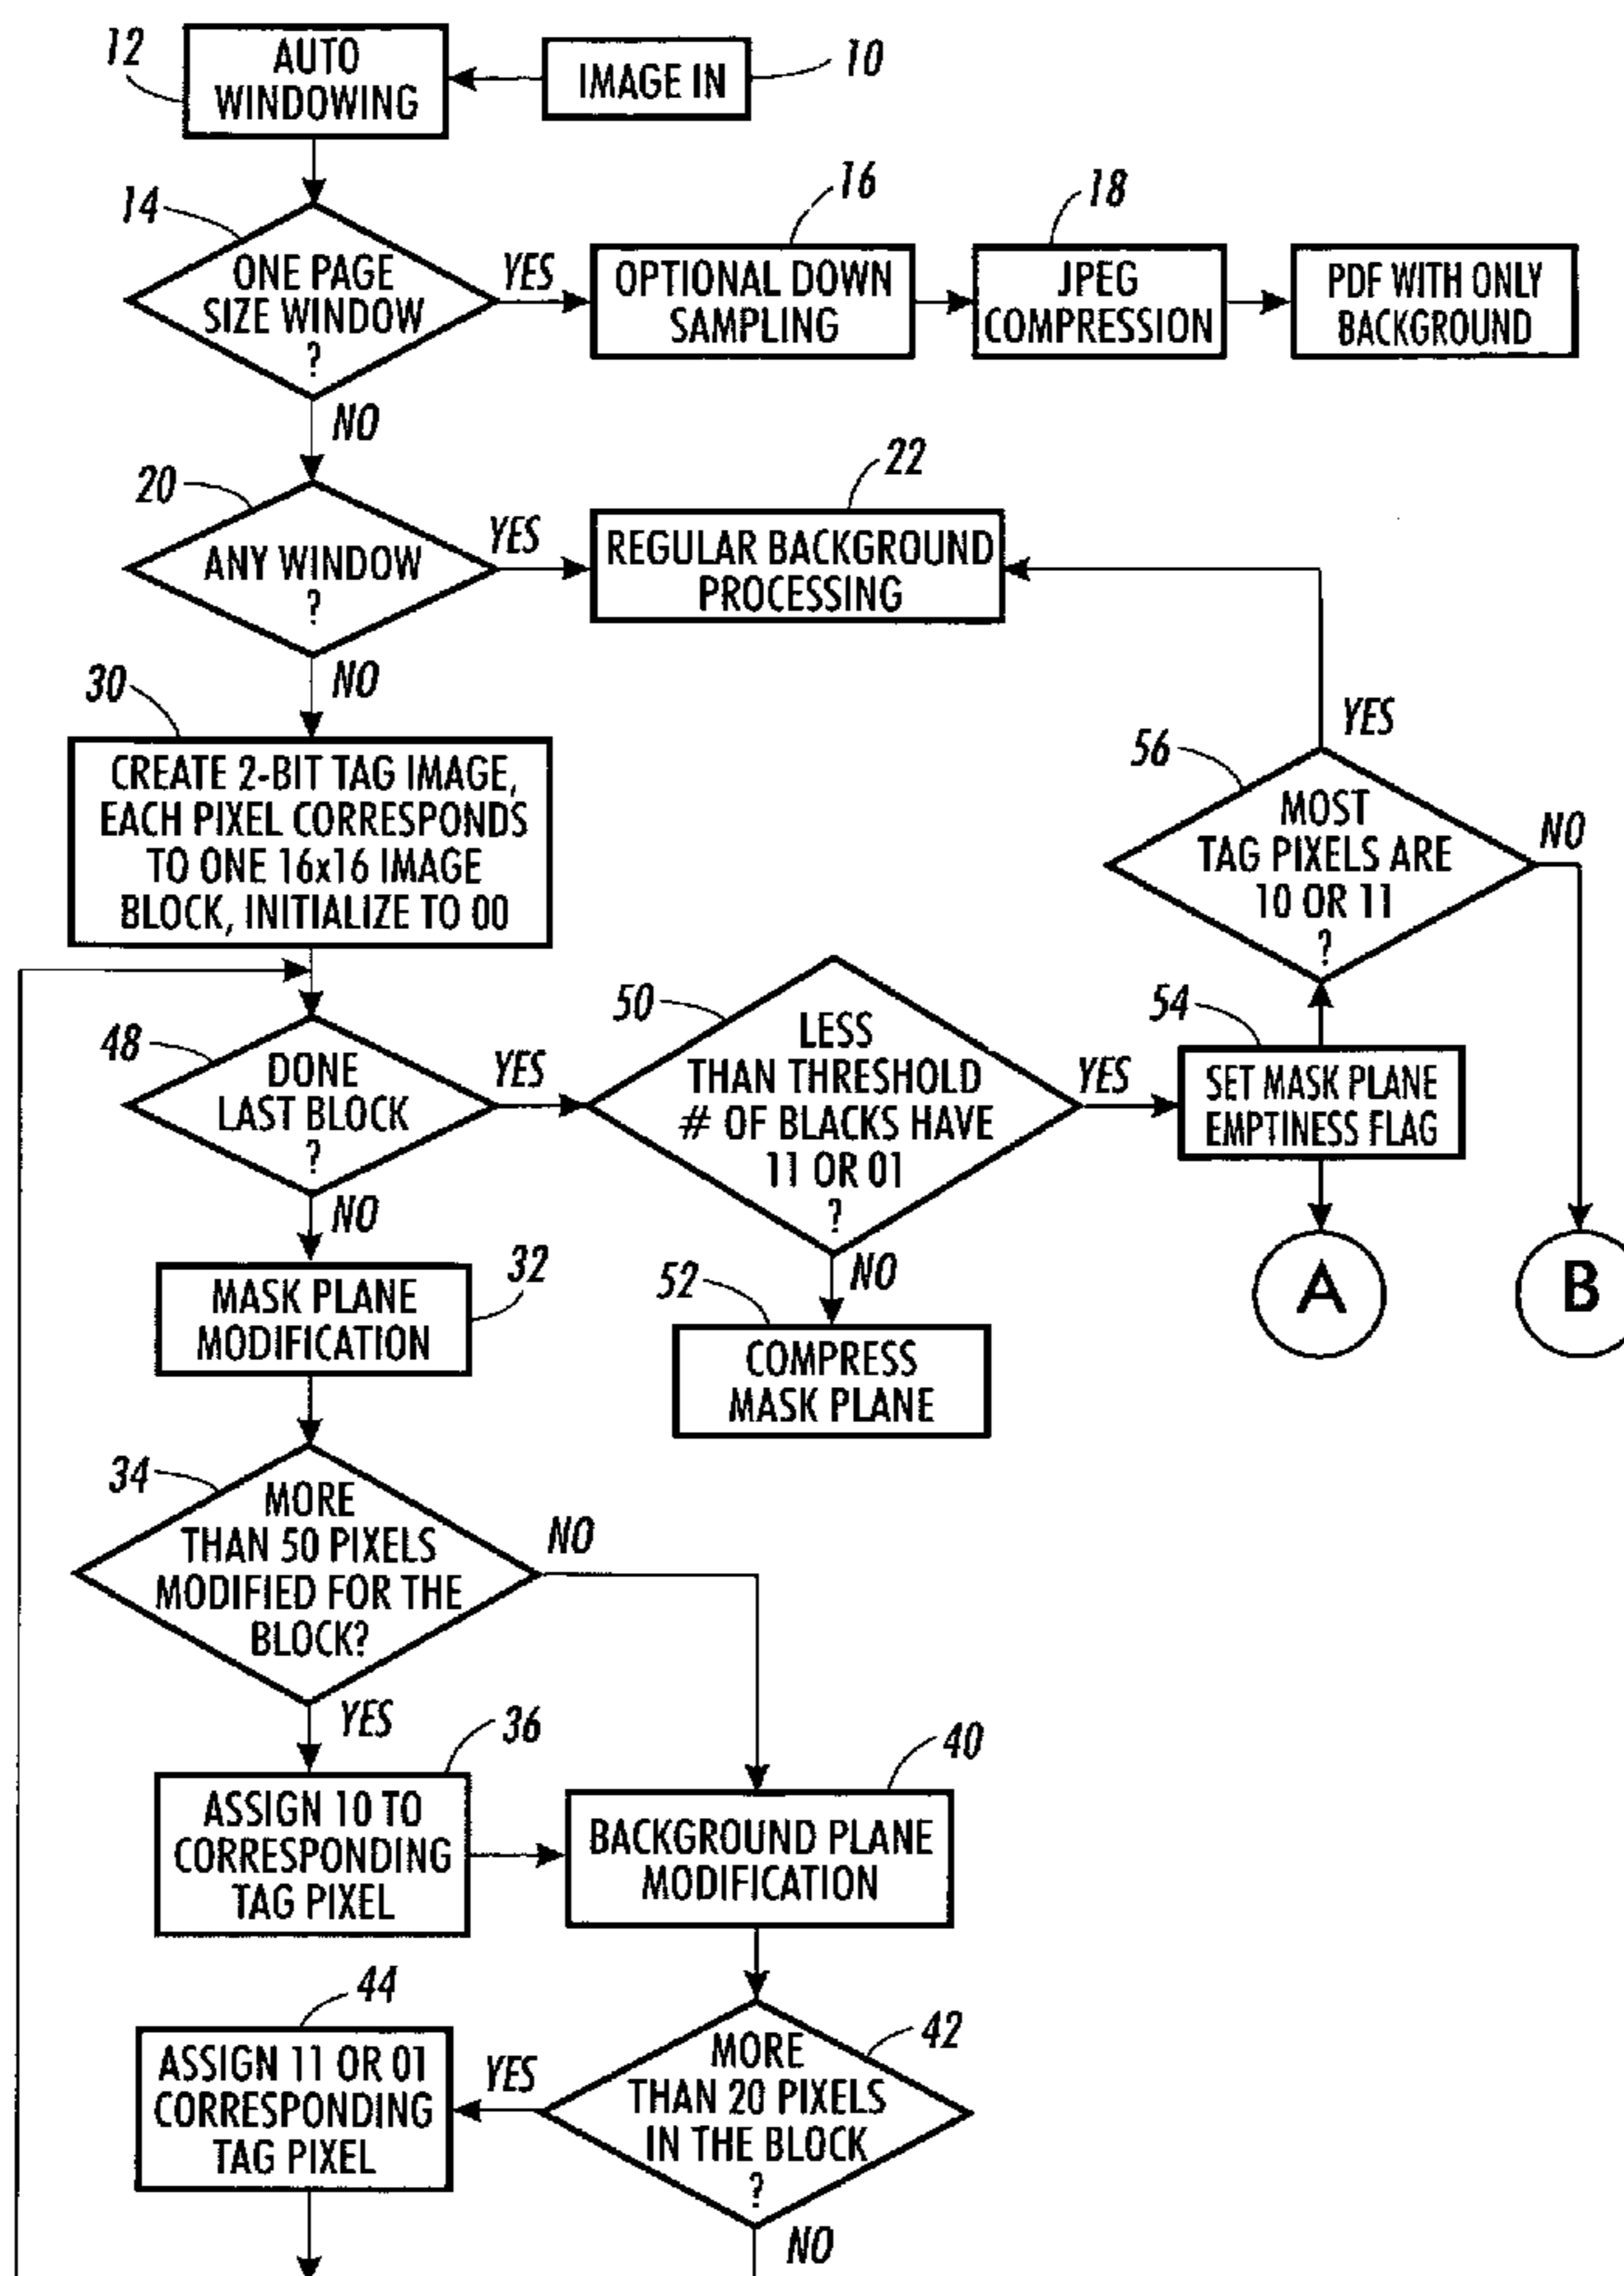 12
AUTO
WINDOWING
IMAGE IN
10
14
ONE PAGE
SIZE WINDOW
?
YES
16
OPTIONAL DOWN
SAMPLING
18
JPEG
COMPRESSION
PDF WITH ONLY
BACKGROUND
NO
20
ANY WINDOW
?
YES
22
REGULAR BACKGROUND
PROCESSING
NO
30
CREATE 2-BIT TAG IMAGE,
EACH PIXEL CORRESPONDS
TO ONE 16x16 IMAGE
BLOCK, INITIALIZE TO 00
YES
56
MOST
TAG PIXELS ARE
10 OR 11
?
NO
48
DONE
LAST BLOCK
?
YES
50
LESS
THAN THRESHOLD
# OF BLACKS HAVE
11 OR 01
?
YES
54
SET MASK PLANE
EMPTINESS FLAG
NO
NO
A
B
32
MASK PLANE
MODIFICATION
52
COMPRESS
MASK PLANE
34
MORE
THAN 50 PIXELS
MODIFIED FOR THE
BLOCK?
NO
YES
36
ASSIGN 10 TO
CORRESPONDING
TAG PIXEL
40
BACKGROUND PLANE
MODIFICATION
44
ASSIGN 11 OR 01
CORRESPONDING
TAG PIXEL
YES
42
MORE
THAN 20 PIXELS
IN THE BLOCK
?
NO